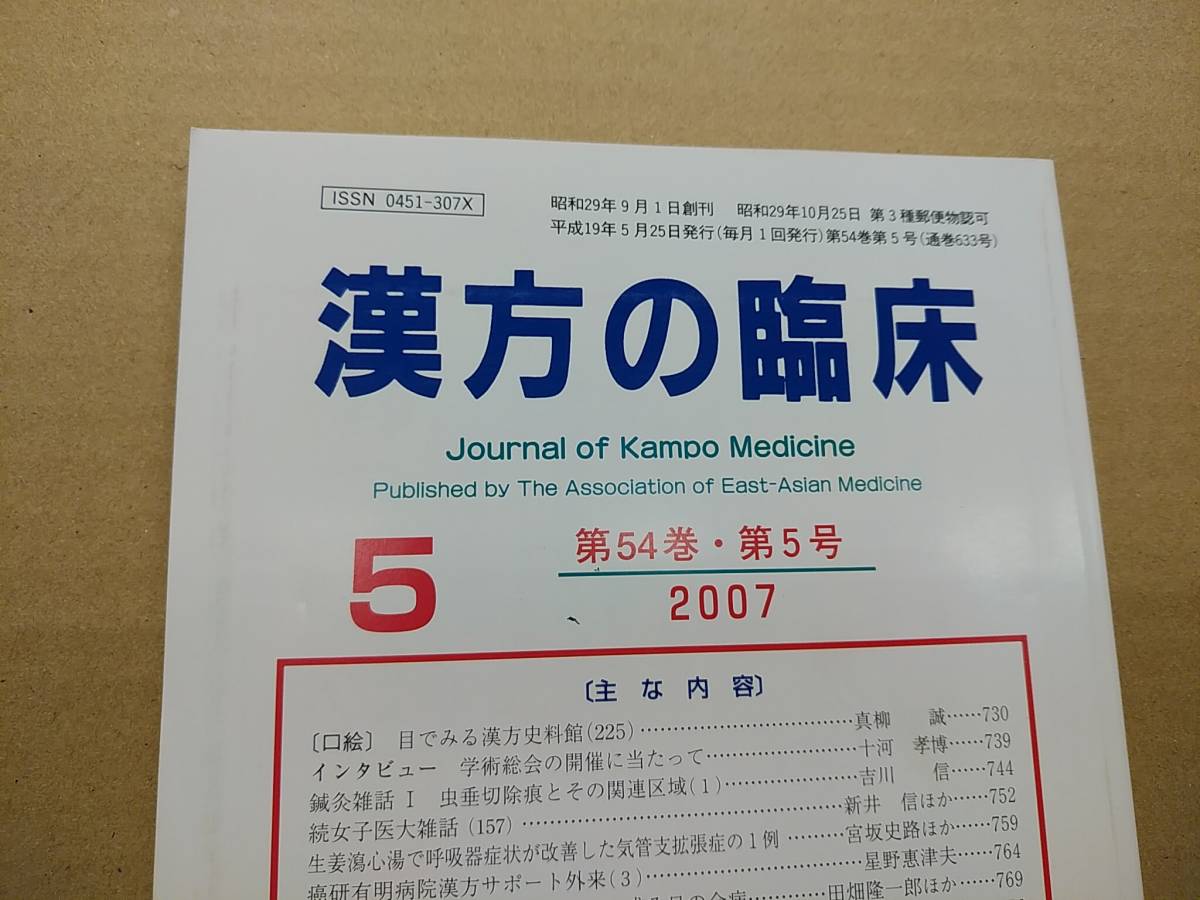 ISSN 0451-307X
昭和29年9月1日創刊 昭和29年10月25日 第3種郵便物認可
平成19年5月25日発行(毎月1回発行)第54巻第5号(通巻633号)
漢方の臨床
Journal of Kampo Medicine
Published by The Association of East-Asian Medicine
5
第54巻・第5号
2007
〔主な内容〕
〔口絵〕 目でみる漢方史料館(225)……………………………真柳 誠……730
インタビュー 学術総会の開催に当たって……………………十河 孝博……739
鍼灸雑話 I 虫垂切除痕とその関連区域(1)…………………吉川 信……744
続女子医大雑話(157)……………………………………………新井 信ほか……752
生姜瀉心湯で呼吸器症状が改善した気管支拡張症の1例………宮坂史路ほか……759
癌研有明病院漢方サポート外来(3)……………………………星野惠津夫……764
の合病…………田畑隆一郎ほか……769